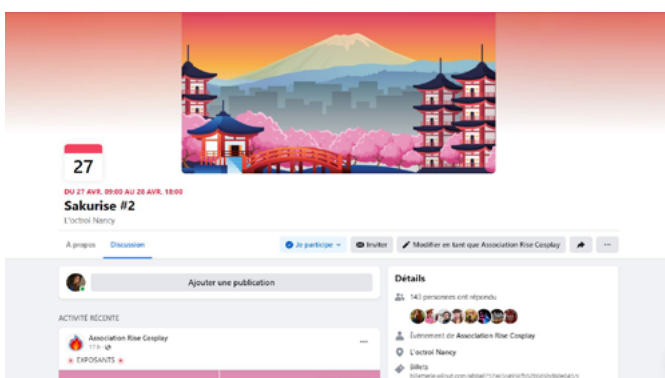 27
DU 27 AVR. 09:00 AU 28 AVR. 18:00
Sakurise #2
L'octroi Nancy
À propos
Discussion
Je participe
Inviter
Modifier en tant que Association Rise Cosplay
Ajouter une publication
ACTIVITÉ RÉCENTE
Association Rise Cosplay
17 h
EXPOSANTS
Détails
143 personnes ont répondu
Évènement de Association Rise Cosplay
L'octroi Nancy
Billets